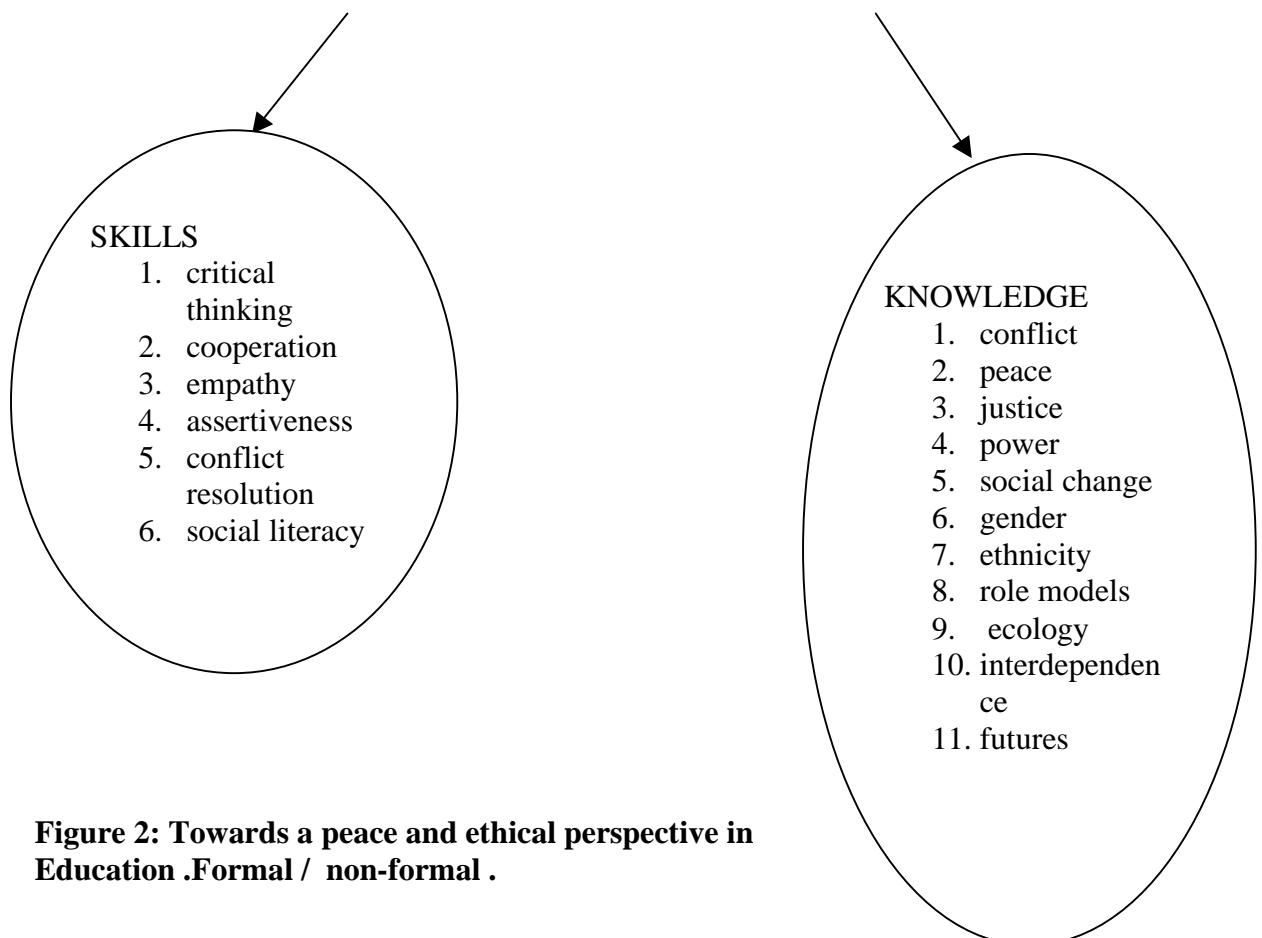 SKILLS
1. critical
thinking
2. cooperation
3. empathy
4. assertiveness
5. conflict
resolution
6. social literacy
KNOWLEDGE
1. conflict
2. peace
3. justice
4. power
5. social change
6. gender
7. ethnicity
8. role models
9. ecology
10. interdependen
ce
11. futures
Figure 2: Towards a peace and ethical perspective in
Education .Formal / non-formal .